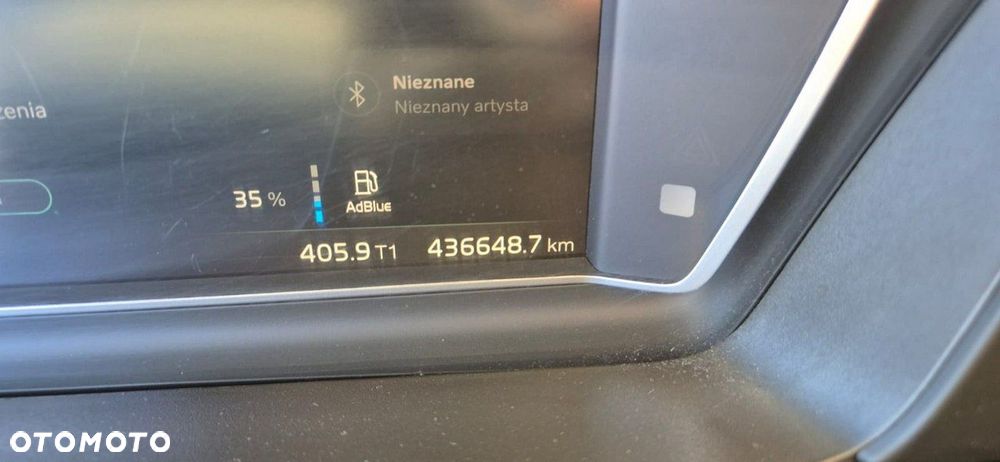 Nieznane
Nieznany artysta
zenia
35 %
AdBlue
405.9 T1 436648.7 km
OTOMOTO